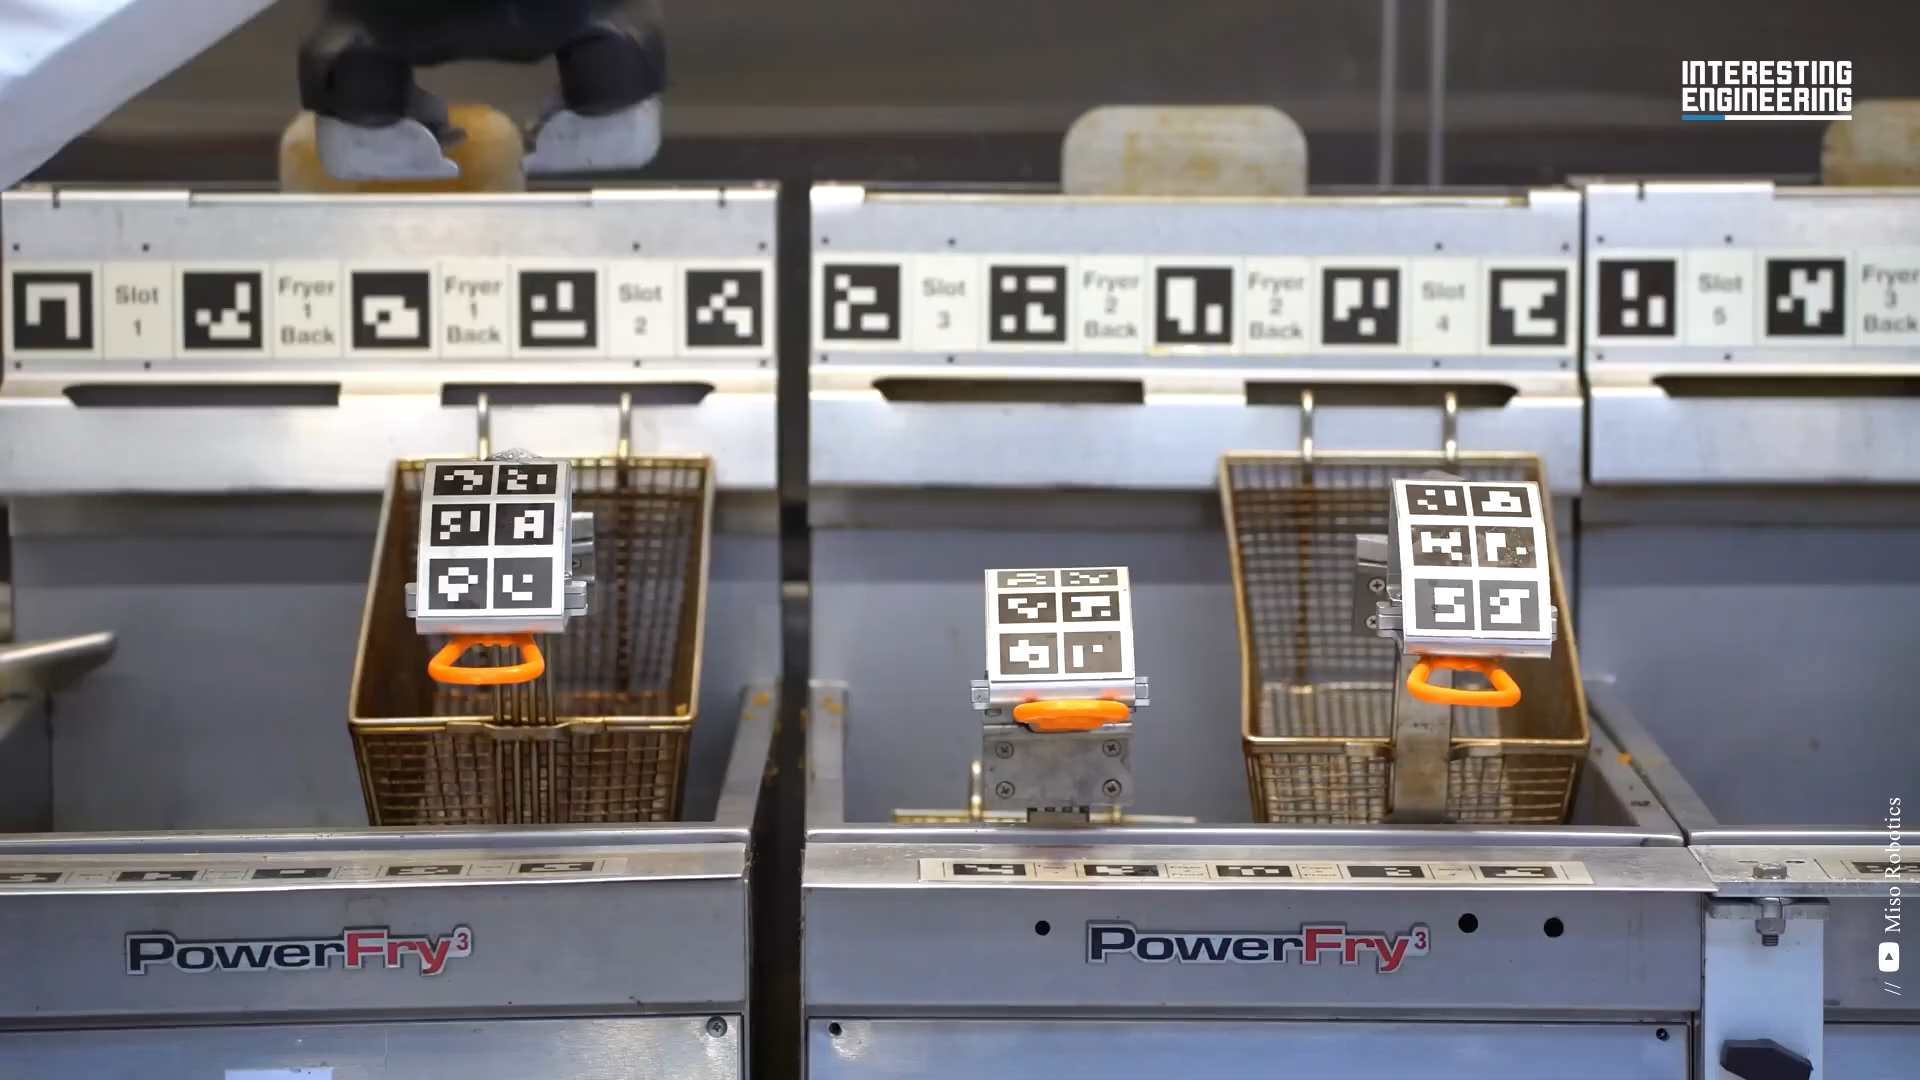 INTERESTING
ENGINEERING
Slot
1
Fryer
1
Back
Fryer
1
Back
Slot
2
Slot
3
Fryer
2
Back
Fryer
2
Back
Slot
4
Slot
5
Fryer
3
Back
PowerFry3
PowerFry3
// Miso Robotics